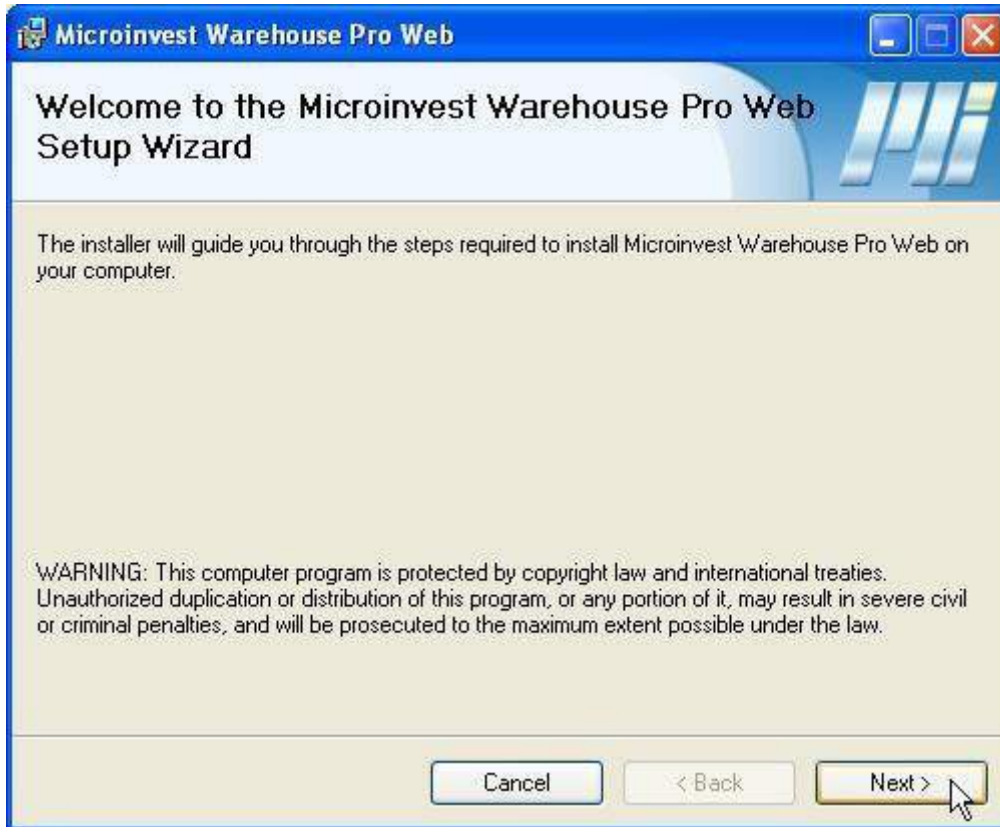 Microinvest Warehouse Pro Web
Welcome to the Microinvest Warehouse Pro Web
Setup Wizard
Mi
The installer will guide you through the steps required to install Microinvest Warehouse Pro Web on
your computer.
WARNING: This computer program is protected by copyright law and international treaties.
Unauthorized duplication or distribution of this program, or any portion of it, may result in severe civil
or criminal penalties, and will be prosecuted to the maximum extent possible under the law.
Cancel
< Back
Next >